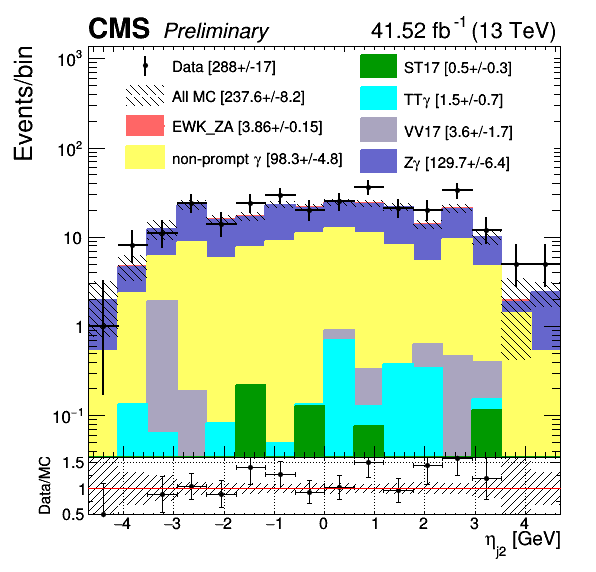 CMS Preliminary 41.52 fb⁻¹ (13 TeV)
Events/bin
10³
10²
10
1
10⁻¹
Data [288+/-17]
All MC [237.6+/-8.2]
EWK_ZA [3.86+/-0.15]
non-prompt γ [98.3+/-4.8]
ST17 [0.5+/-0.3]
TTγ [1.5+/-0.7]
VV17 [3.6+/-1.7]
Zγ [129.7+/-6.4]
Data/MC
1.5
1
0.5
−4 −3 −2 −1 0 1 2 3 4
η_j2 [GeV]